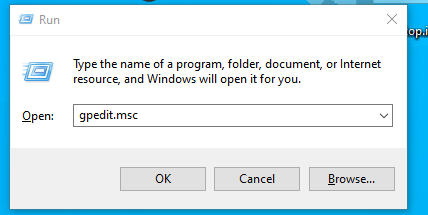 Run
top.i
Type the name of a program, folder, document, or Internet
resource, and Windows will open it for you.
Open: gpedit.msc
OK Cancel Browse...